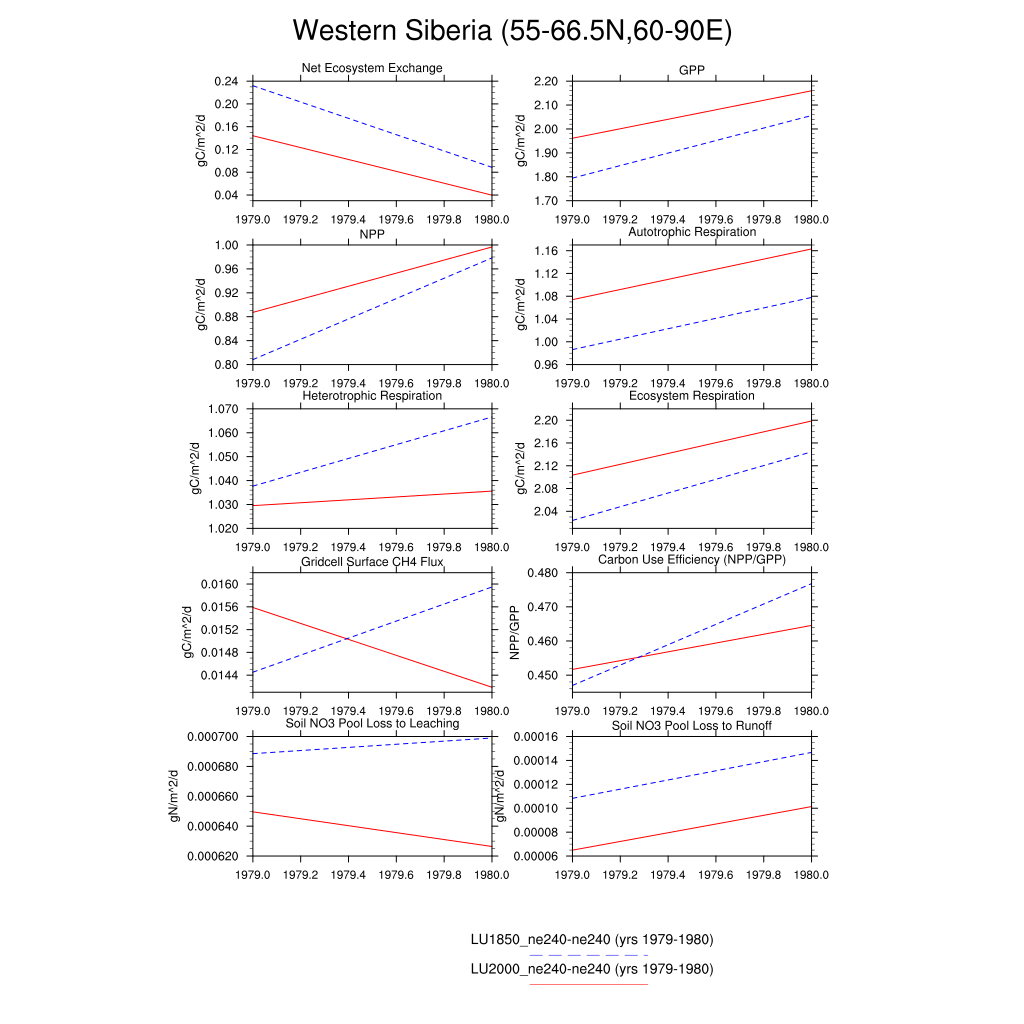 Western Siberia (55-66.5N,60-90E)
Net Ecosystem Exchange
gC/m^2/d
0.24
0.20
0.16
0.12
0.08
0.04
1979.0 1979.2 1979.4 1979.6 1979.8 1980.0
GPP
gC/m^2/d
2.20
2.10
2.00
1.90
1.80
1.70
1979.0 1979.2 1979.4 1979.6 1979.8 1980.0
NPP
gC/m^2/d
1.00
0.96
0.92
0.88
0.84
0.80
1979.0 1979.2 1979.4 1979.6 1979.8 1980.0
Autotrophic Respiration
gC/m^2/d
1.16
1.12
1.08
1.04
1.00
0.96
1979.0 1979.2 1979.4 1979.6 1979.8 1980.0
Heterotrophic Respiration
gC/m^2/d
1.070
1.060
1.050
1.040
1.030
1.020
1979.0 1979.2 1979.4 1979.6 1979.8 1980.0
Ecosystem Respiration
gC/m^2/d
2.20
2.16
2.12
2.08
2.04
1979.0 1979.2 1979.4 1979.6 1979.8 1980.0
Gridcell Surface CH4 Flux
gC/m^2/d
0.0160
0.0156
0.0152
0.0148
0.0144
1979.0 1979.2 1979.4 1979.6 1979.8 1980.0
Carbon Use Efficiency (NPP/GPP)
NPP/GPP
0.480
0.470
0.460
0.450
1979.0 1979.2 1979.4 1979.6 1979.8 1980.0
Soil NO3 Pool Loss to Leaching
gN/m^2/d
0.000700
0.000680
0.000660
0.000640
0.000620
1979.0 1979.2 1979.4 1979.6 1979.8 1980.0
Soil NO3 Pool Loss to Runoff
gN/m^2/d
0.00016
0.00014
0.00012
0.00010
0.00008
0.00006
1979.0 1979.2 1979.4 1979.6 1979.8 1980.0
LU1850_ne240-ne240 (yrs 1979-1980)
LU2000_ne240-ne240 (yrs 1979-1980)